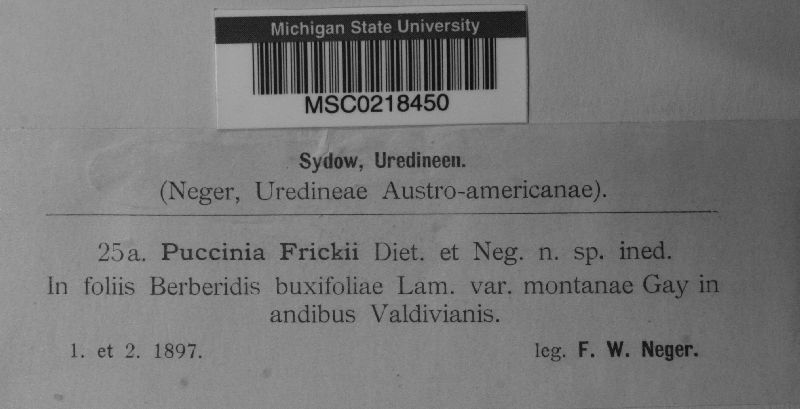 Michigan State University
MSC0218450
Sydow, Uredineen.
(Neger, Uredineae Austro-americanae).
25a. Puccinia Frickii Diet. et Neg. n. sp. ined.
In foliis Berberidis buxifoliae Lam. var. montanae Gay in
andibus Valdivianis.
1. et 2. 1897. leg. F. W. Neger.